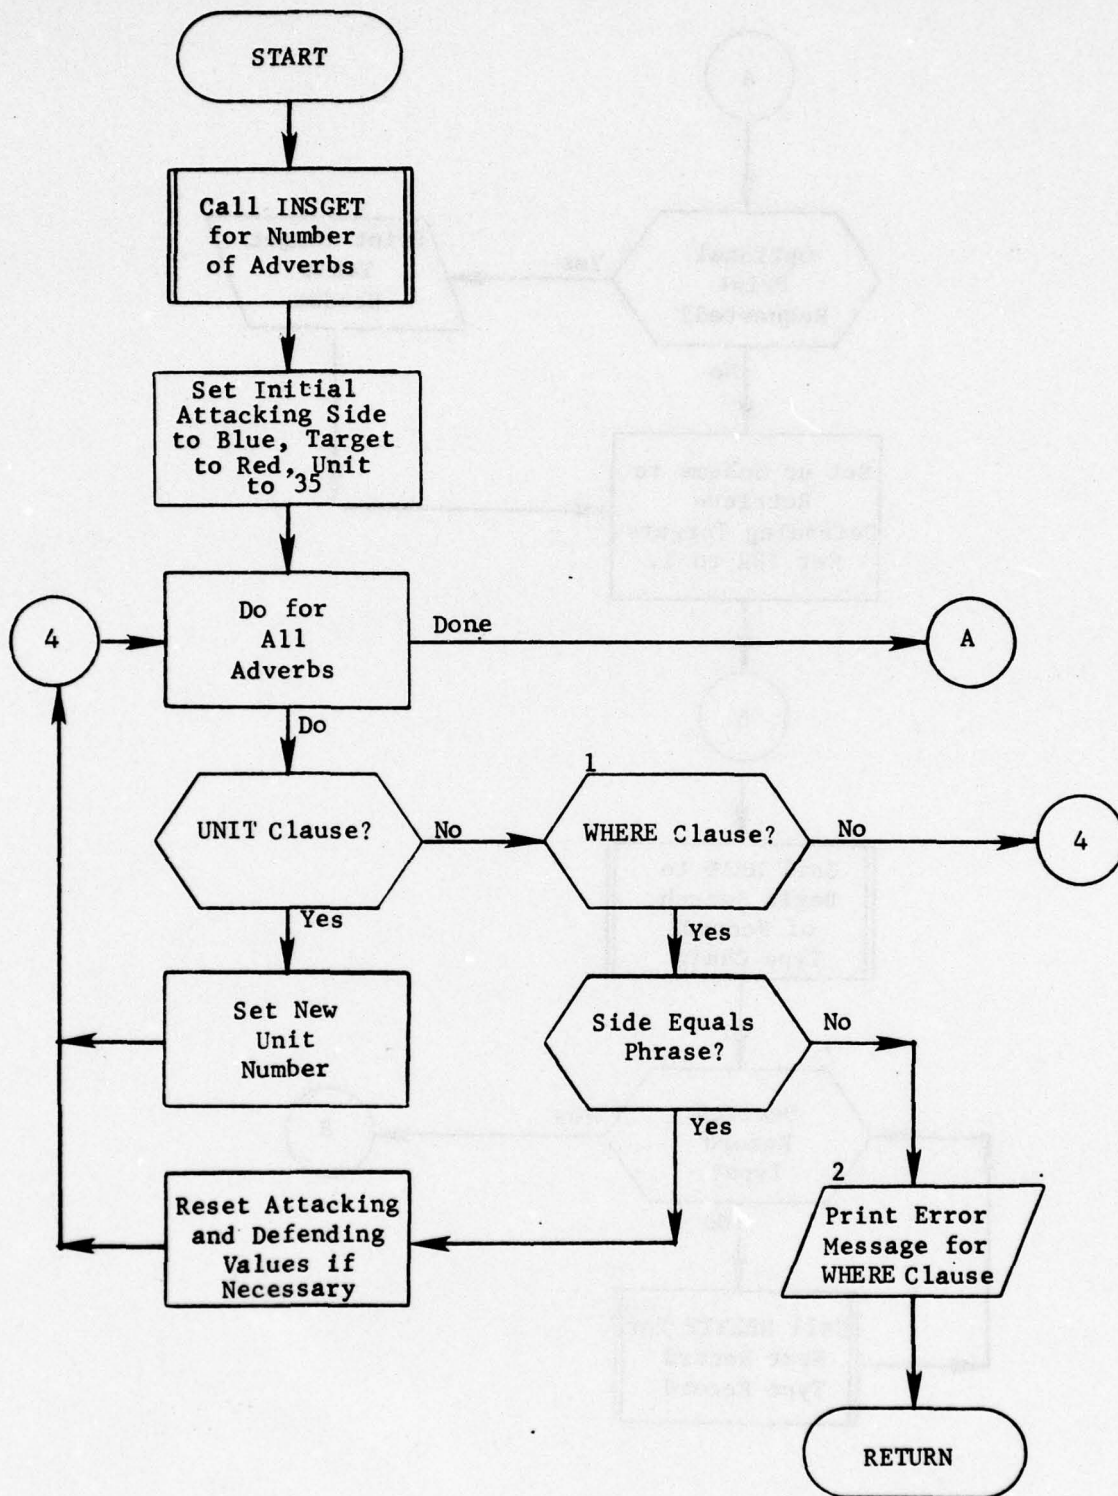 START
Call INSGET
for Number
of Adverbs
Set Initial
Attacking Side
to Blue, Target
to Red, Unit
to 35
4
Do for
All
Adverbs
Done
A
Do
UNIT Clause?
No
1
WHERE Clause?
No
4
Yes
Yes
Set New
Unit
Number
Side Equals
Phrase?
No
Yes
Reset Attacking
and Defending
Values if
Necessary
2
Print Error
Message for
WHERE Clause
RETURN